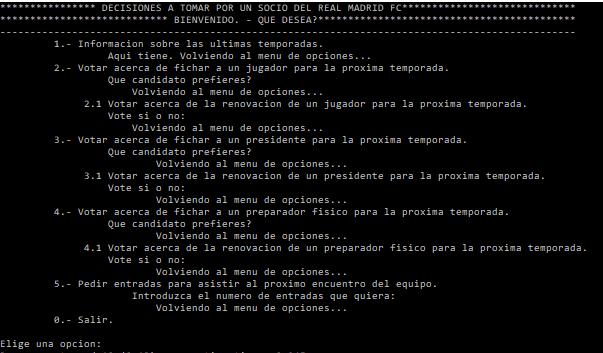 **************** DECISIONES A TOMAR POR UN SOCIO DEL REAL MADRID FC*****************************
**************************** BIENVENIDO. - QUE DESEA?*******************************************
------------------------------------------------------------------------------------------------
1.- Informacion sobre las ultimas temporadas.
Aqui tiene. Volviendo al menu de opciones...
2.- Votar acerca de fichar a un jugador para la proxima temporada.
Que candidato prefieres?
Volviendo al menu de opciones...
2.1 Votar acerca de la renovacion de un jugador para la proxima temporada.
Vote si o no:
Volviendo al menu de opciones...
3.- Votar acerca de fichar a un presidente para la proxima temporada.
Que candidato prefieres?
Volviendo al menu de opciones...
3.1 Votar acerca de la renovacion de un presidente para la proxima temporada.
Vote si o no:
Volviendo al menu de opciones...
4.- Votar acerca de fichar a un preparador fisico para la proxima temporada.
Que candidato prefieres?
Volviendo al menu de opciones...
4.1 Votar acerca de la renovacion de un preparador fisico para la proxima temporada.
Vote si o no:
Volviendo al menu de opciones...
5.- Pedir entradas para asistir al proximo encuentro del equipo.
Introduzca el numero de entradas que quiera:
Volviendo al menu de opciones...
0.- Salir.
Elige una opcion: